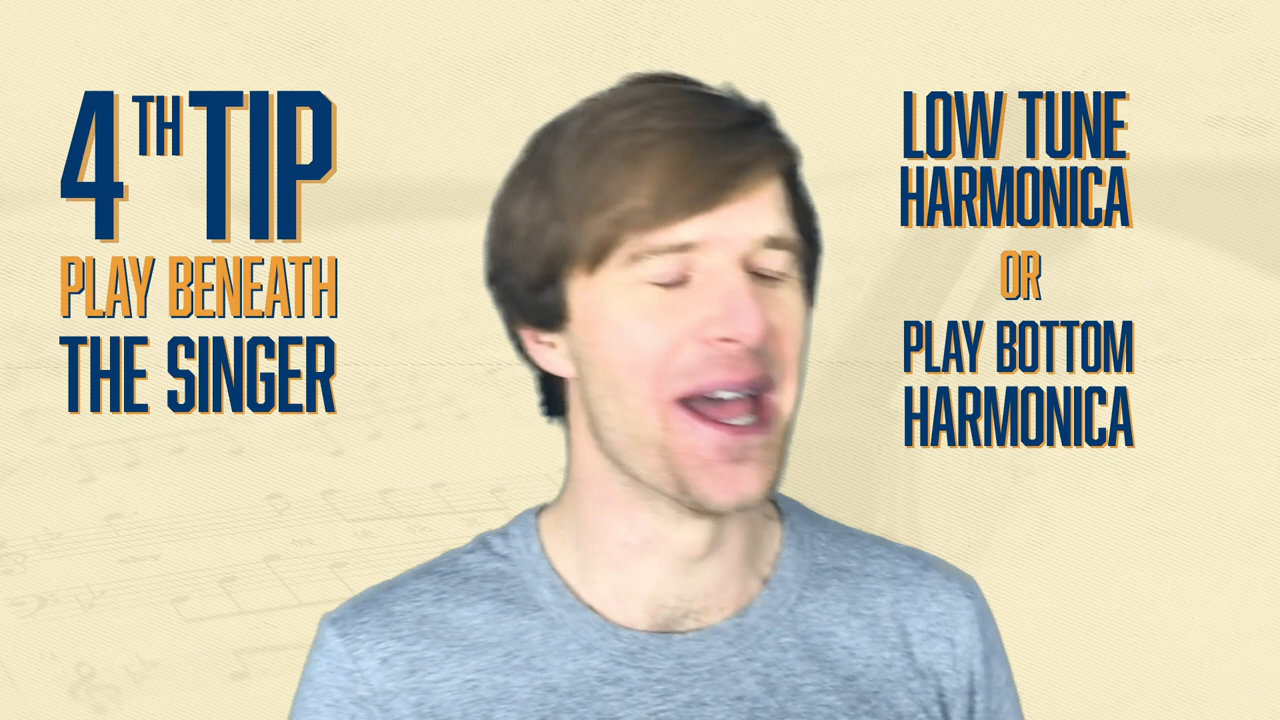 4TH TIP
PLAY BENEATH
THE SINGER
LOW TUNE
HARMONICA
OR
PLAY BOTTOM
HARMONICA